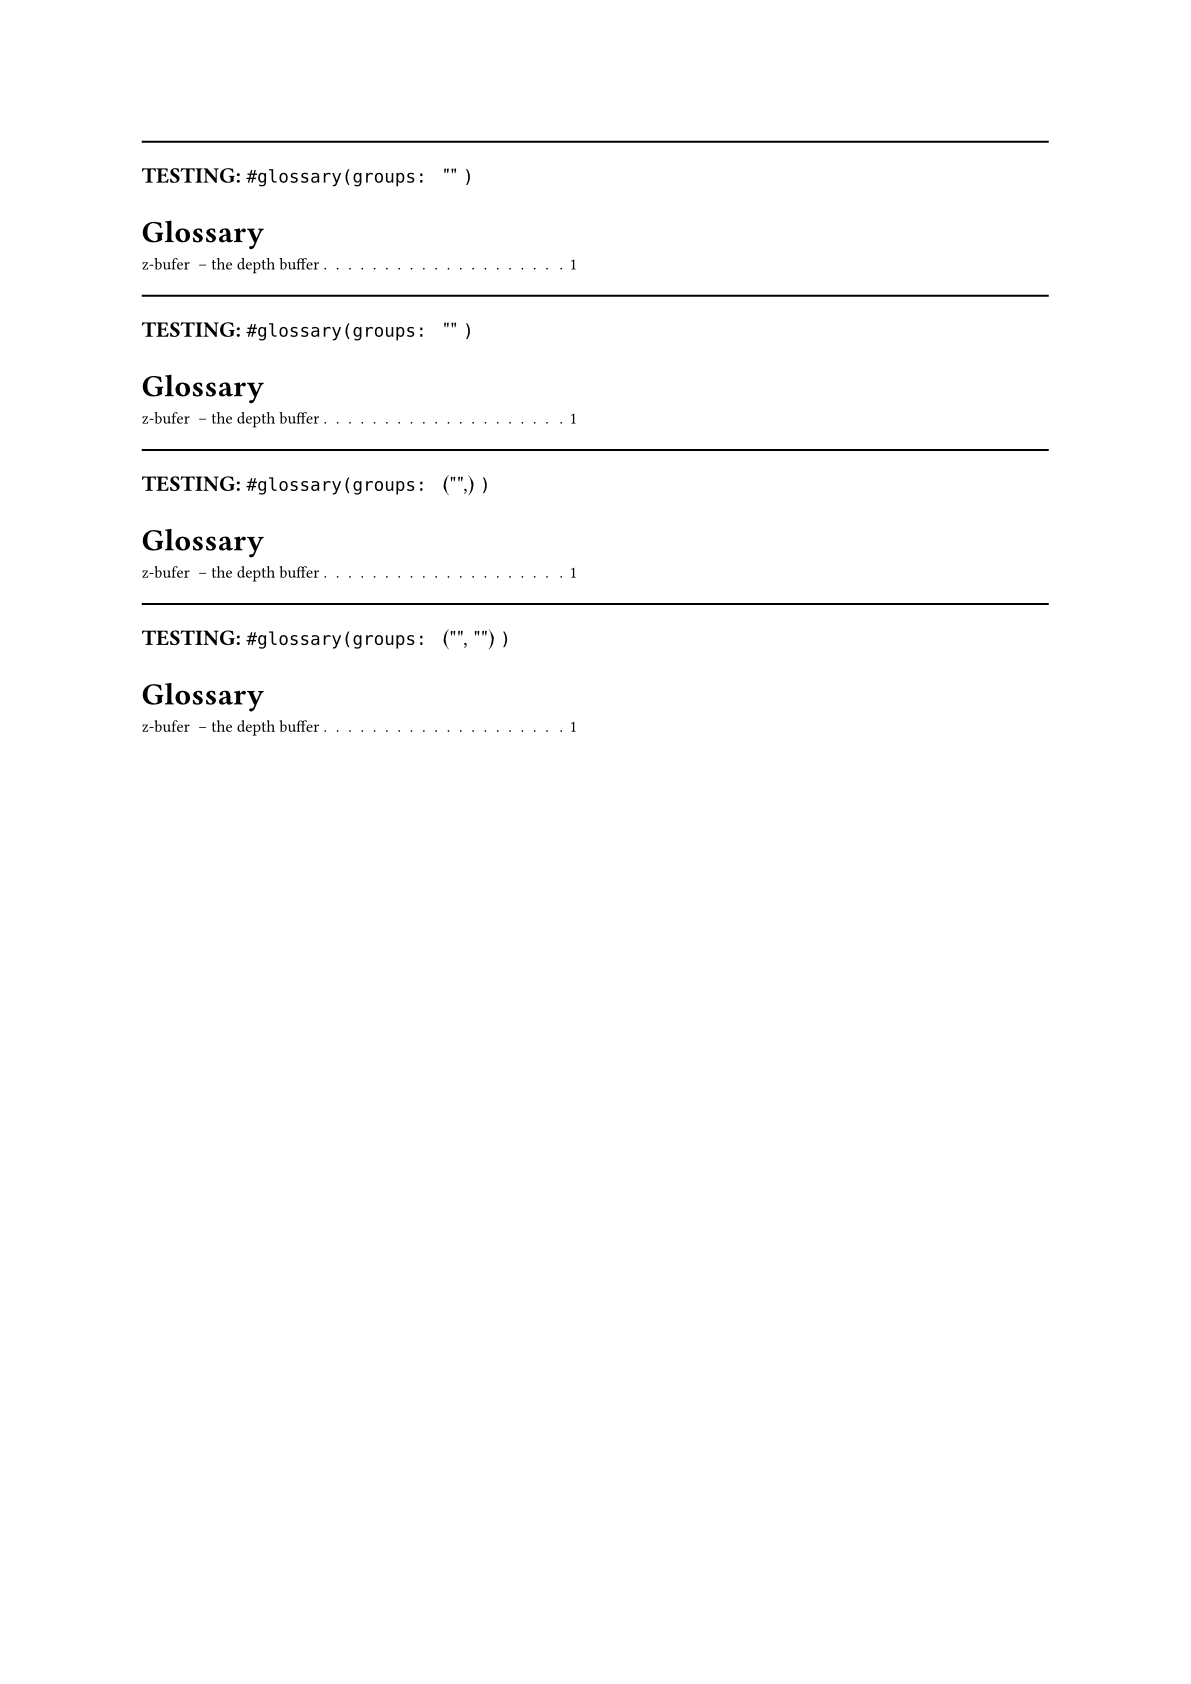 TESTING: #glossary(groups: "" )
Glossary
z-bufer – the depth buffer . . . . . . . . . . . . . . . . . . . . 1
TESTING: #glossary(groups: "" )
Glossary
z-bufer – the depth buffer . . . . . . . . . . . . . . . . . . . . 1
TESTING: #glossary(groups: ("",) )
Glossary
z-bufer – the depth buffer . . . . . . . . . . . . . . . . . . . . 1
TESTING: #glossary(groups: ("", "") )
Glossary
z-bufer – the depth buffer . . . . . . . . . . . . . . . . . . . . 1